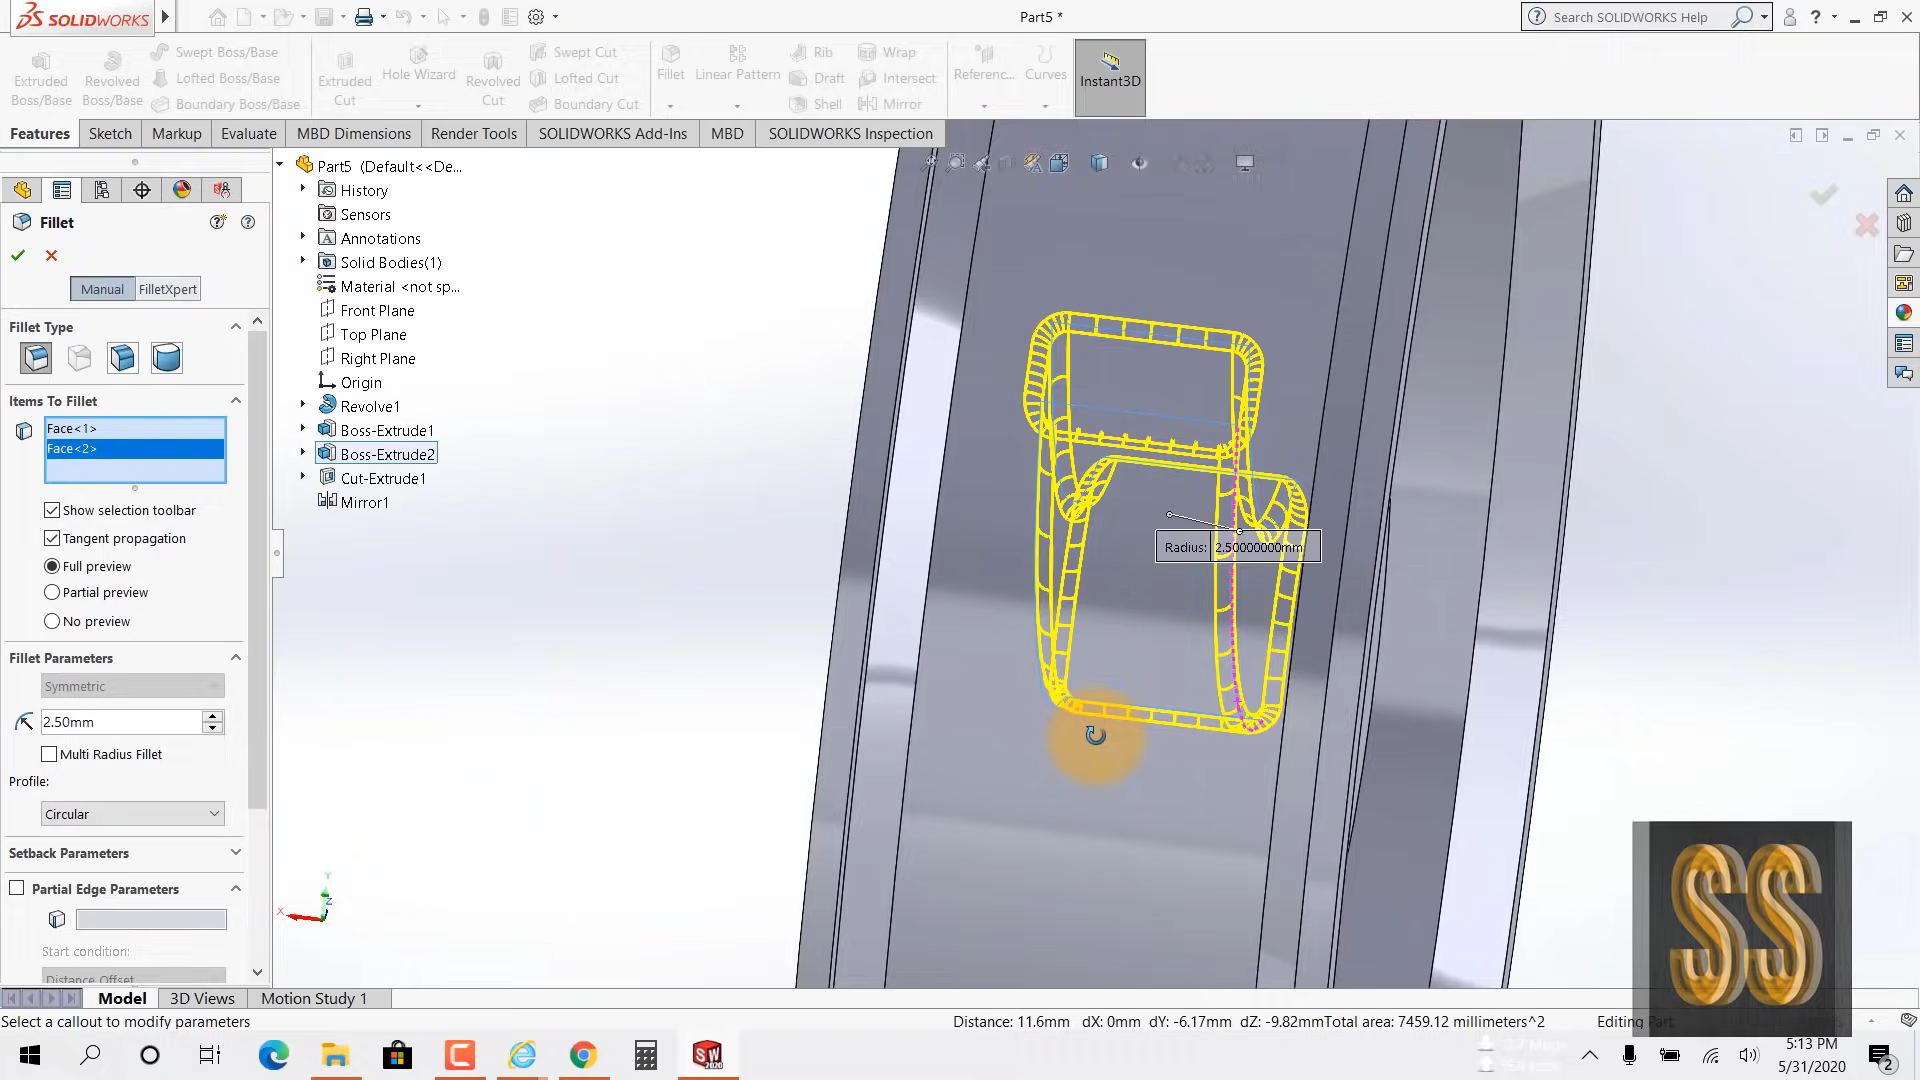 SOLIDWORKS
Part5 *
Search SOLIDWORKS Help
Extruded Boss/Base
Revolved Boss/Base
Swept Boss/Base
Lofted Boss/Base
Boundary Boss/Base
Extruded Cut
Hole Wizard
Revolved Cut
Swept Cut
Lofted Cut
Boundary Cut
Fillet
Linear Pattern
Rib
Draft
Shell
Wrap
Intersect
Mirror
Referenc...
Curves
Instant3D
Features
Sketch
Markup
Evaluate
MBD Dimensions
Render Tools
SOLIDWORKS Add-Ins
MBD
SOLIDWORKS Inspection
Fillet
Manual
FilletXpert
Fillet Type
Items To Fillet
Face<1>
Face<2>
Show selection toolbar
Tangent propagation
Full preview
Partial preview
No preview
Fillet Parameters
Symmetric
2.50mm
Multi Radius Fillet
Profile:
Circular
Setback Parameters
Partial Edge Parameters
Start condition:
Distance Offset
Part5 (Default<<De...
History
Sensors
Annotations
Solid Bodies(1)
Material <not sp...
Front Plane
Top Plane
Right Plane
Origin
Revolve1
Boss-Extrude1
Boss-Extrude2
Cut-Extrude1
Mirror1
Radius: 2.50000000mm
Y
X
Z
SS
Model
3D Views
Motion Study 1
Select a callout to modify parameters
Distance: 11.6mm dX: 0mm dY: -6.17mm dZ: -9.82mmTotal area: 7459.12 millimeters^2
Editing Part
SW
2020
5:13 PM
5/31/2020
2